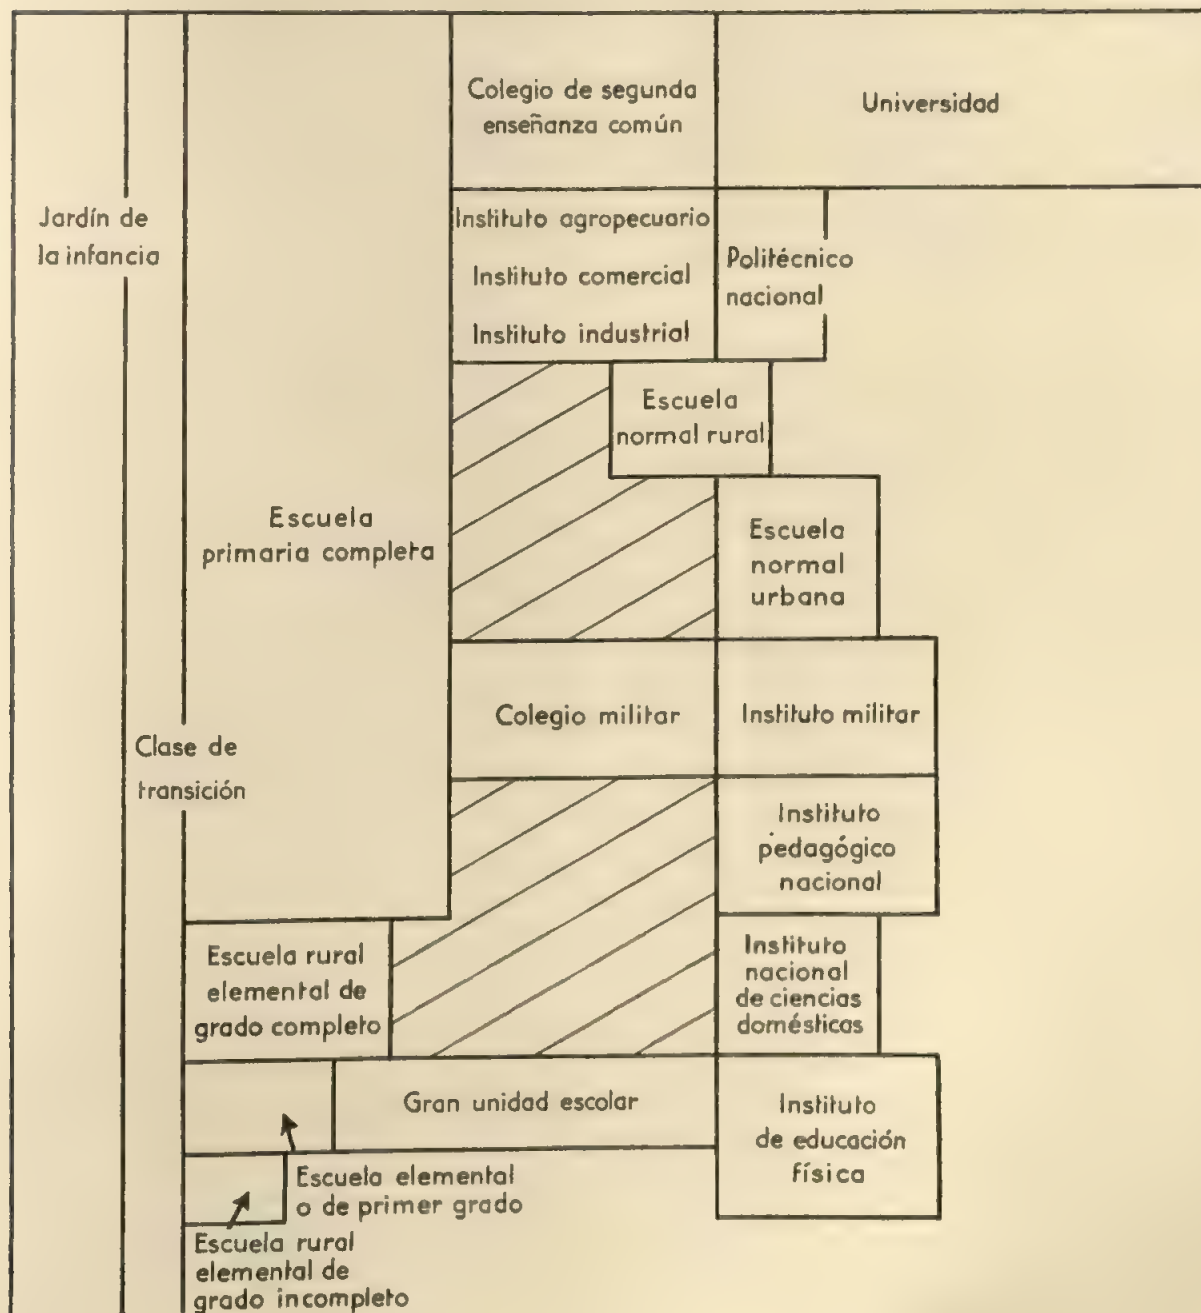 Colegio de segunda
enseñanza común
Universidad
Jardín de
la infancia
Instituto agropecuario
Instituto comercial
Instituto industrial
Politécnico
nacional
Escuela
normal rural
Escuela
primaria completa
Escuela
normal
urbana
Colegio militar
Instituto militar
Clase de
transición
Instituto
pedagógico
nacional
Escuela rural
elemental de
grado completo
Instituto
nacional
de ciencias
domésticas
Gran unidad escolar
Instituto
de educación
física
Escuela elemental
o de primer grado
Escuela rural
elemental de
grado incompleto